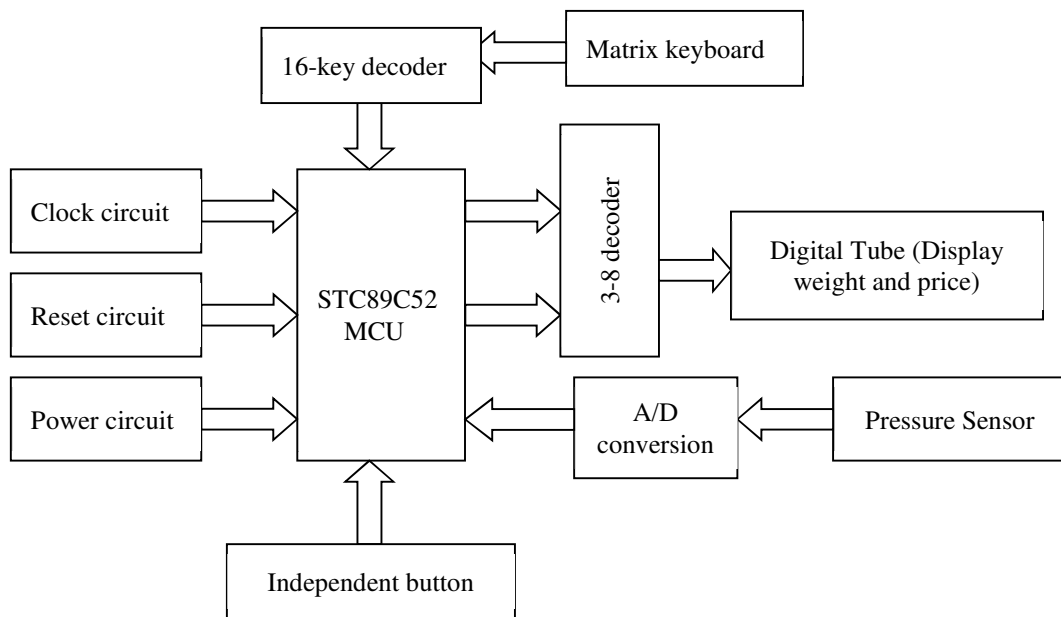 16-key decoder
Matrix keyboard
Clock circuit
Reset circuit
Power circuit
STC89C52
MCU
3-8 decoder
Digital Tube (Display
weight and price)
A/D
conversion
Pressure Sensor
Independent button